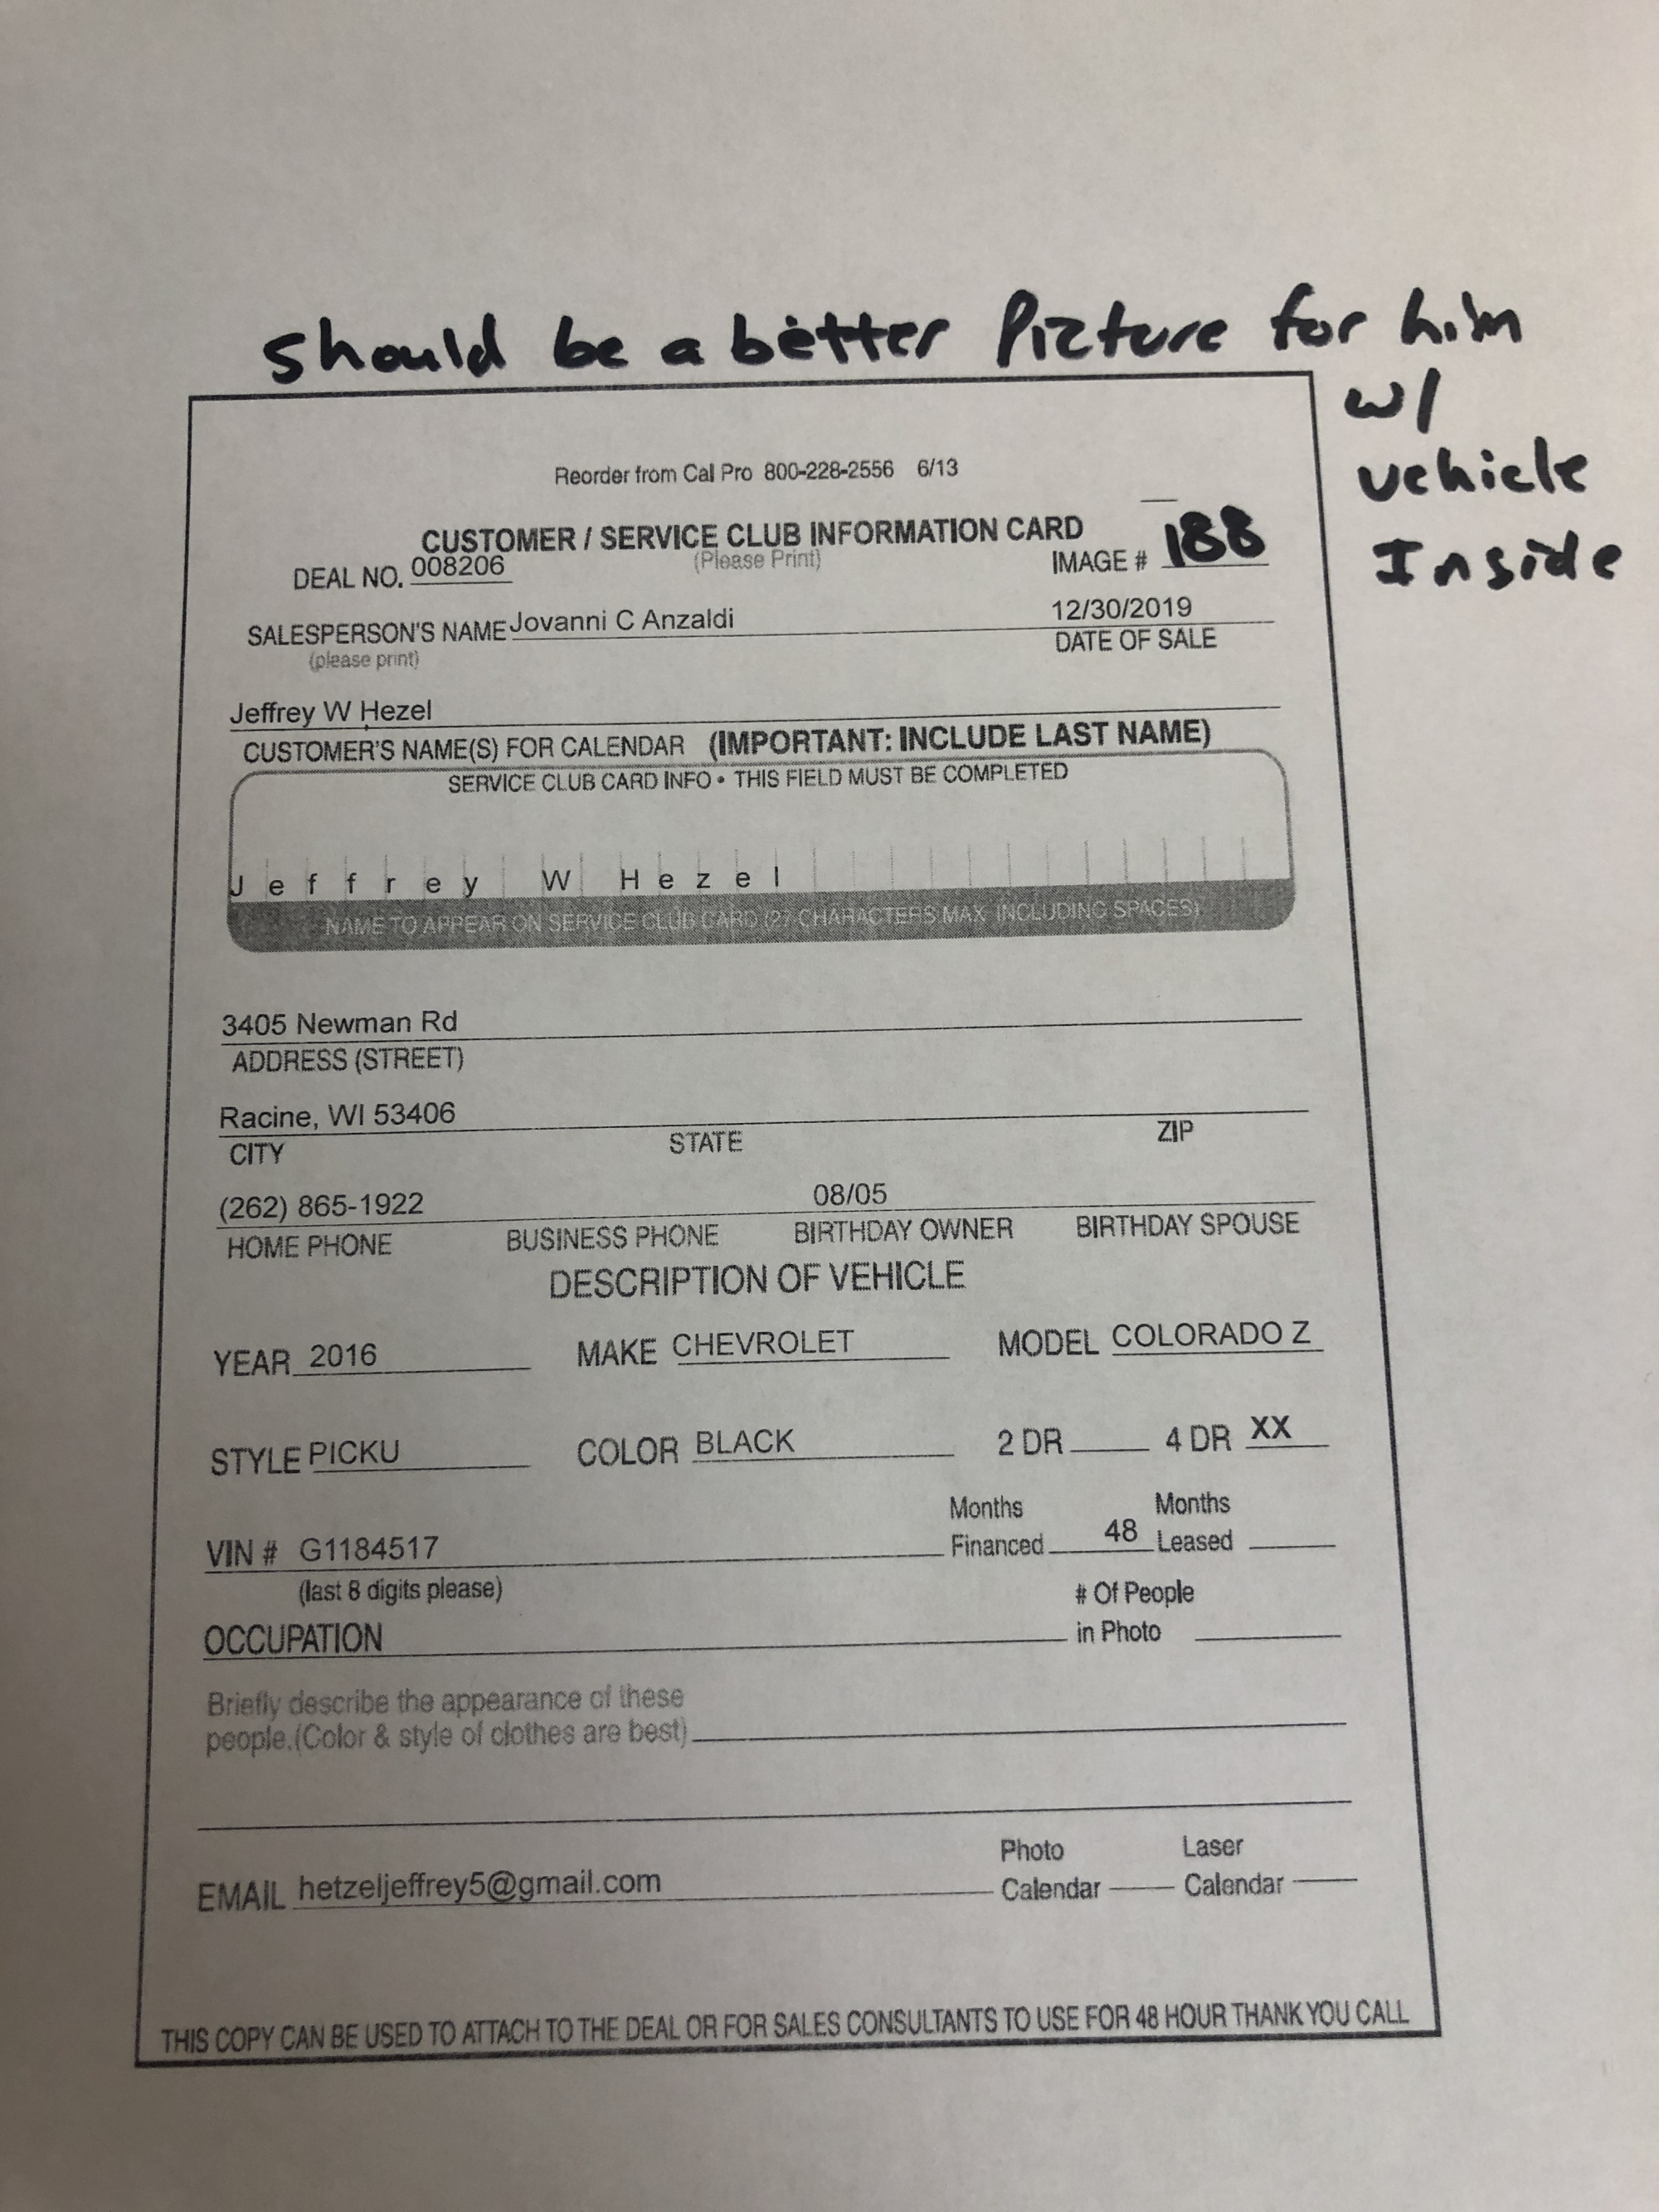 should be a better Picture for him
w/
vehicle
Inside
Reorder from Cal Pro 800-228-2556 6/13
CUSTOMER / SERVICE CLUB INFORMATION CARD
(Please Print)
DEAL NO. 008206
IMAGE # 188
SALESPERSON'S NAME Jovanni C Anzaldi
(please print)
12/30/2019
DATE OF SALE
Jeffrey W Hezel
CUSTOMER'S NAME(S) FOR CALENDAR (IMPORTANT: INCLUDE LAST NAME)
SERVICE CLUB CARD INFO • THIS FIELD MUST BE COMPLETED
Jeffrey W Hezel
NAME TO APPEAR ON SERVICE CLUB CARD (27 CHARACTERS MAX INCLUDING SPACES)
3405 Newman Rd
ADDRESS (STREET)
Racine, WI 53406
CITY STATE ZIP
(262) 865-1922 08/05
HOME PHONE BUSINESS PHONE BIRTHDAY OWNER BIRTHDAY SPOUSE
DESCRIPTION OF VEHICLE
YEAR 2016 MAKE CHEVROLET MODEL COLORADO Z
STYLE PICKU COLOR BLACK 2 DR 4 DR XX
VIN # G1184517
(last 8 digits please)
Months
Financed 48
Months
Leased
OCCUPATION
# Of People
in Photo
Briefly describe the appearance of these
people.(Color & style of clothes are best)
EMAIL hetzeljeffrey5@gmail.com
Photo
Calendar
Laser
Calendar
THIS COPY CAN BE USED TO ATTACH TO THE DEAL OR FOR SALES CONSULTANTS TO USE FOR 48 HOUR THANK YOU CALL